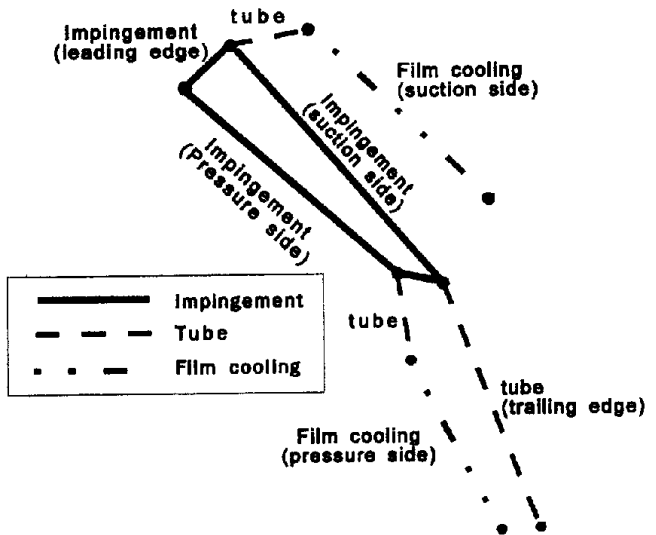 tube
Impingement
(leading edge)
Film cooling
(suction side)
Impingement
(suction side)
Impingement
(Pressure side)
Impingement
Tube
Film cooling
tube
tube
(trailing edge)
Film cooling
(pressure side)